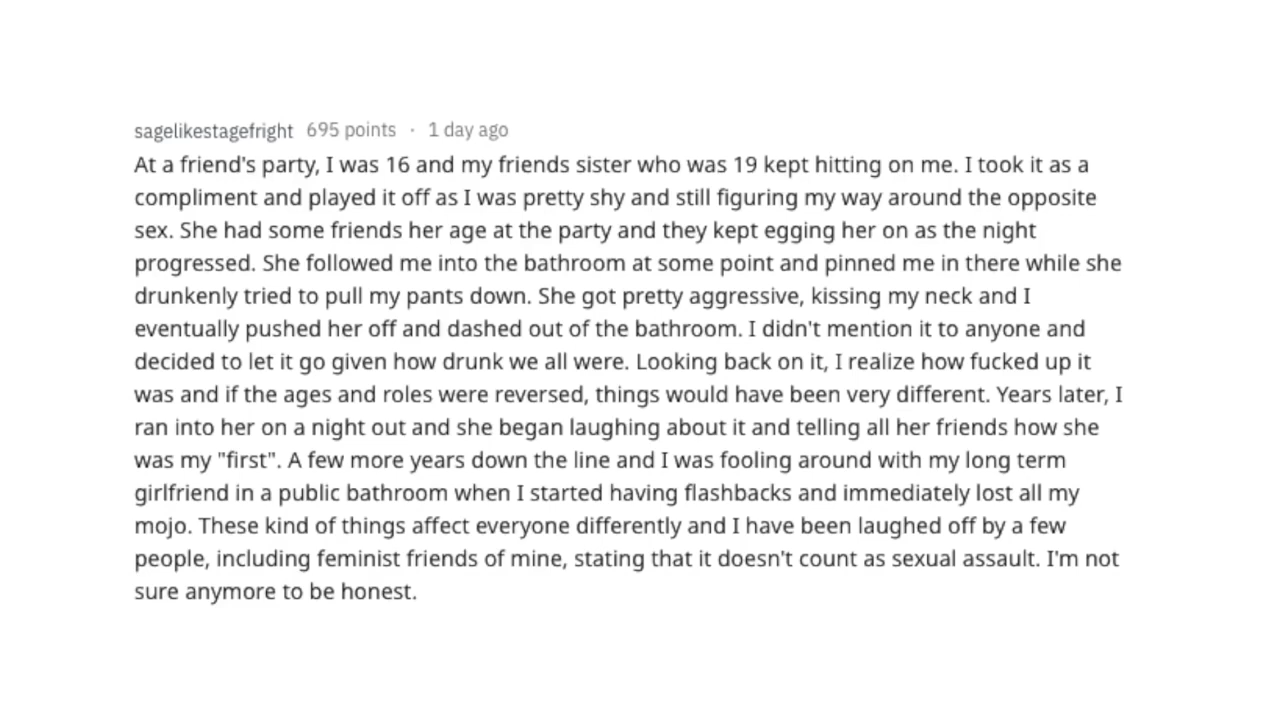 sagelikestagefright 695 points · 1 day ago
At a friend's party, I was 16 and my friends sister who was 19 kept hitting on me. I took it as a
compliment and played it off as I was pretty shy and still figuring my way around the opposite
sex. She had some friends her age at the party and they kept egging her on as the night
progressed. She followed me into the bathroom at some point and pinned me in there while she
drunkenly tried to pull my pants down. She got pretty aggressive, kissing my neck and I
eventually pushed her off and dashed out of the bathroom. I didn't mention it to anyone and
decided to let it go given how drunk we all were. Looking back on it, I realize how fucked up it
was and if the ages and roles were reversed, things would have been very different. Years later, I
ran into her on a night out and she began laughing about it and telling all her friends how she
was my "first". A few more years down the line and I was fooling around with my long term
girlfriend in a public bathroom when I started having flashbacks and immediately lost all my
mojo. These kind of things affect everyone differently and I have been laughed off by a few
people, including feminist friends of mine, stating that it doesn't count as sexual assault. I'm not
sure anymore to be honest.